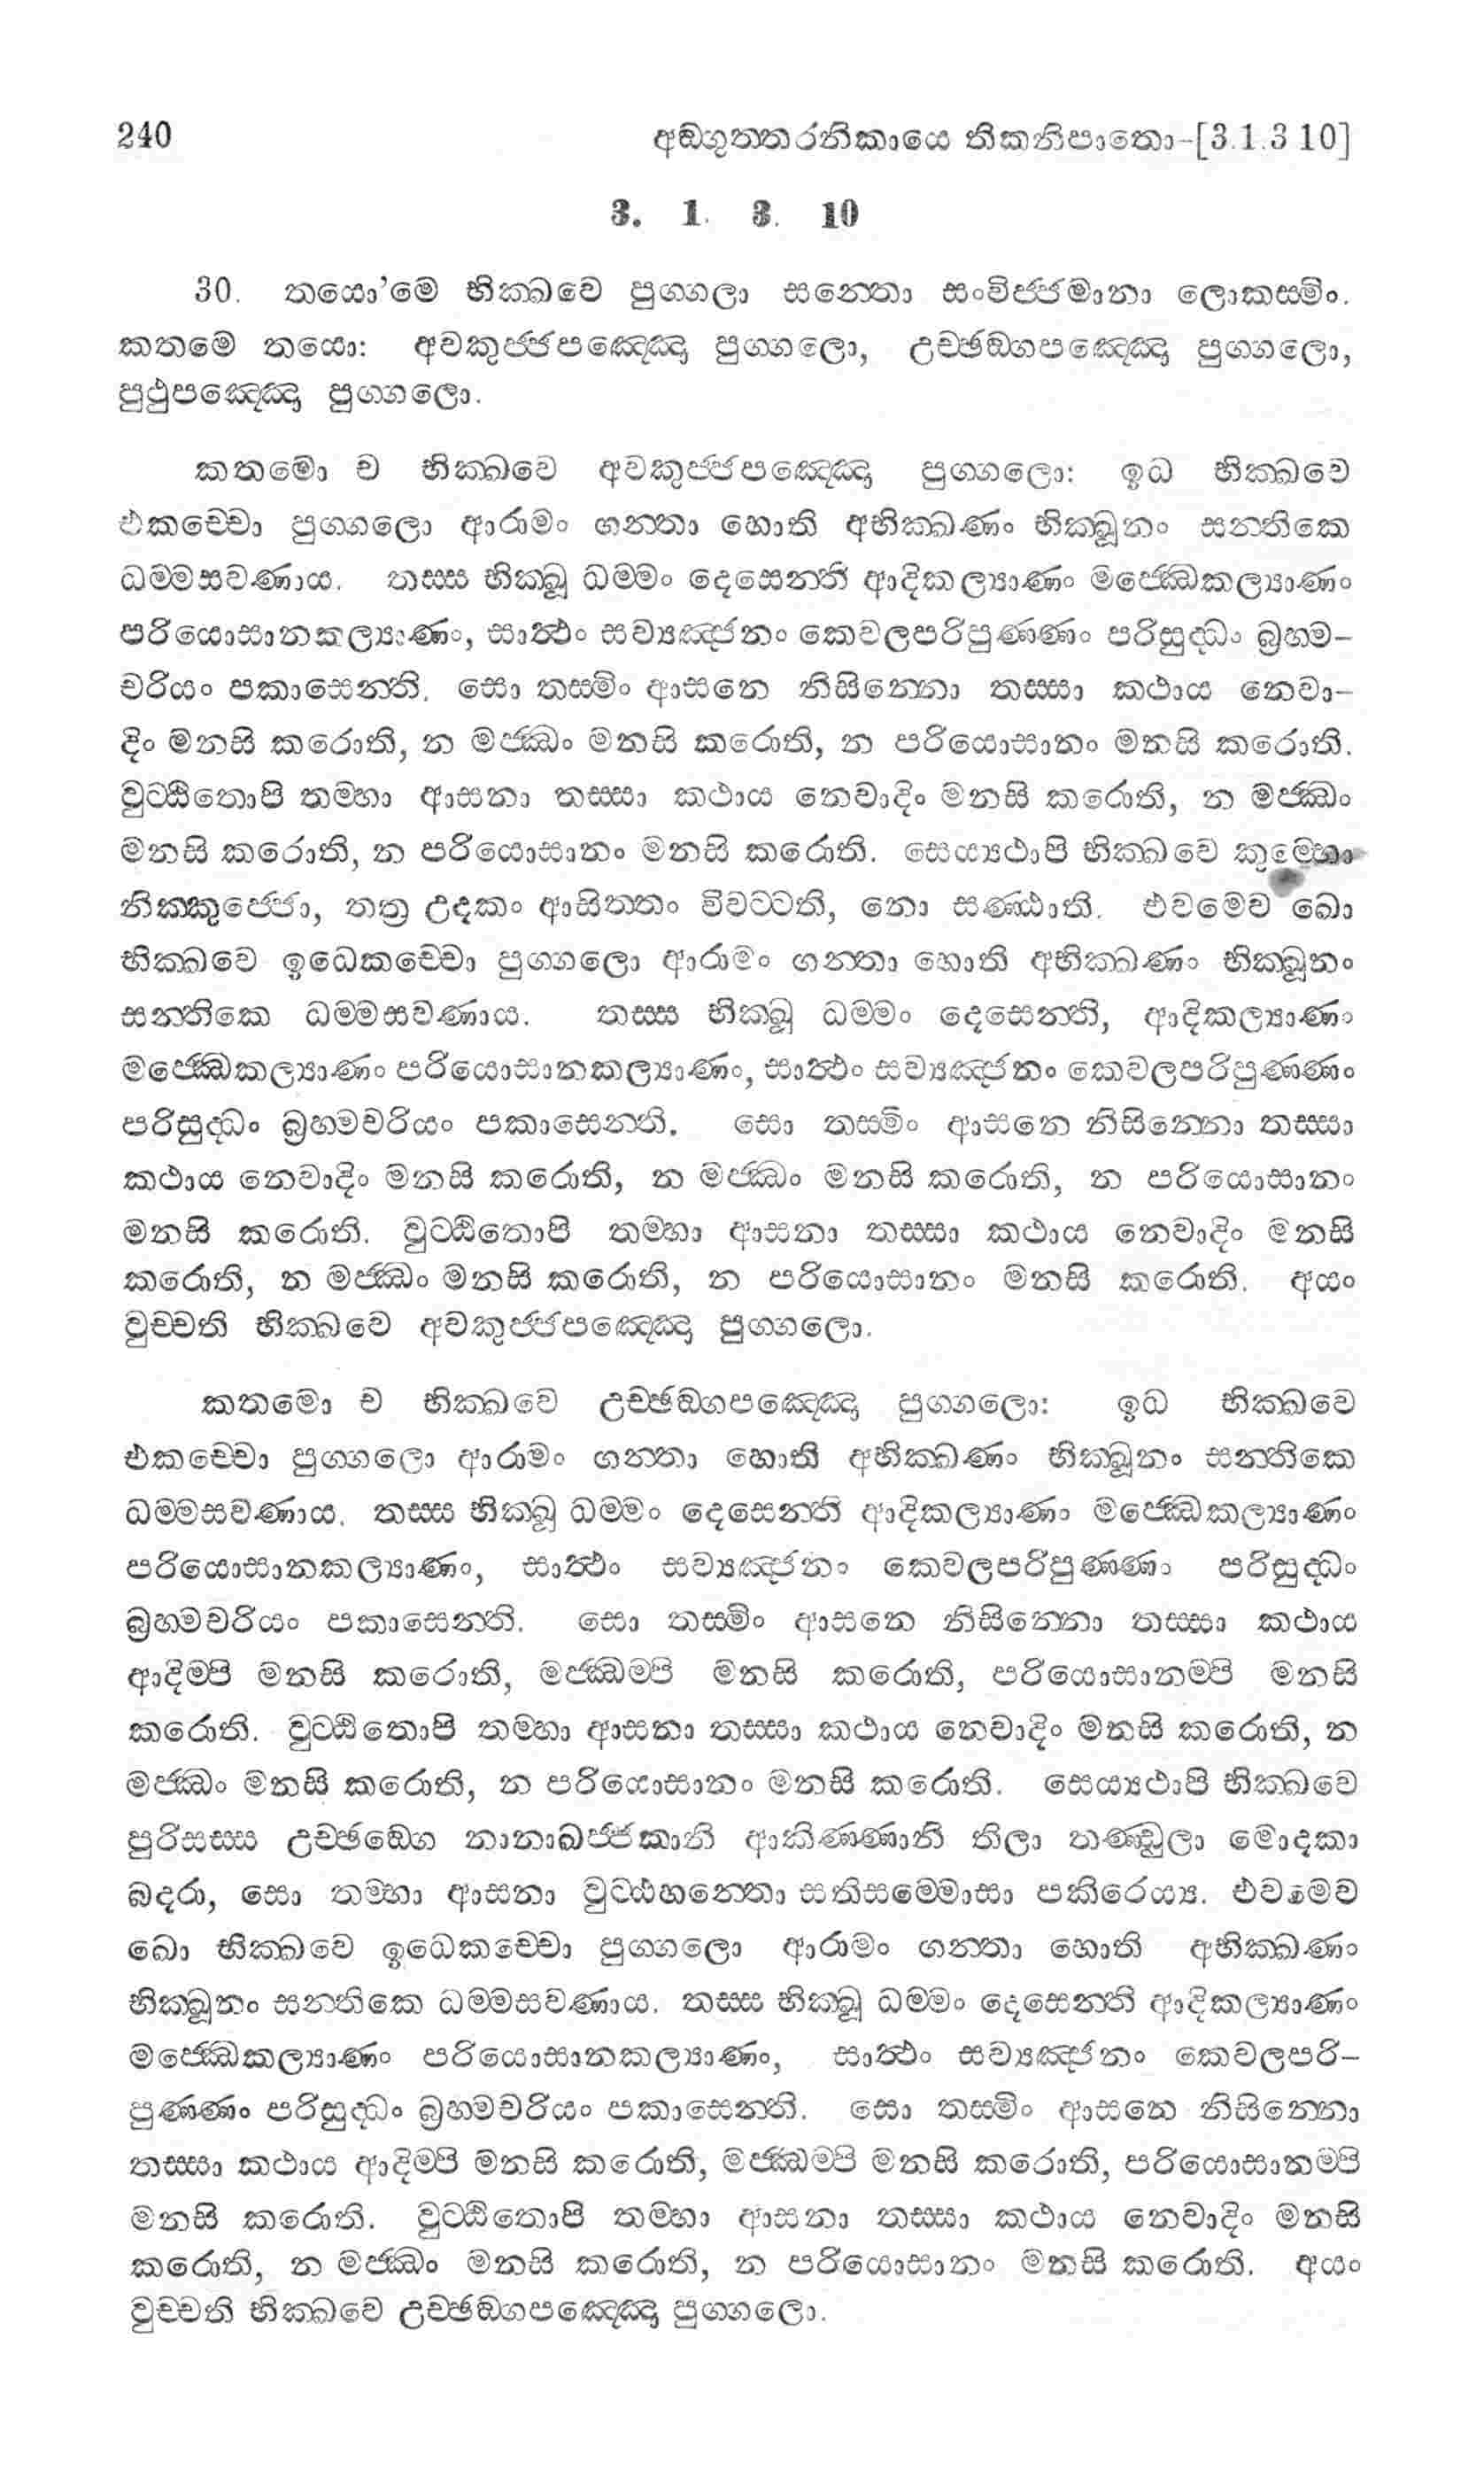 240 අඞ්ගුත්තරනිකායෙ තිකනිපාතො-[3.1.3 10]
3. 1. 3. 10
30. තයො'මෙ භික්ඛවෙ පුග්ගලා සන්තො සංවිජ්ජමානා ලොකස්මිං.
කතමෙ තයො: අවකුජ්ජපඤ්ඤො පුග්ගලො, උච්ඡඞ්ගපඤ්ඤො පුග්ගලො,
පුථුපඤ්ඤො පුග්ගලො.
කතමො ච භික්ඛවෙ අවකුජ්ජපඤ්ඤො පුග්ගලො: ඉධ භික්ඛවෙ
එකච්චො පුග්ගලො ආරාමං ගන්තා හොති අභික්ඛණං භික්ඛූනං සන්තිකෙ
ධම්මසවණාය. තස්ස භික්ඛූ ධම්මං දෙසෙන්ති ආදිකල්‍යාණං මජ්ඣෙකල්‍යාණං
පරියොසානකල්‍යාණං, සාත්ථං සව්‍යඤ්ජනං කෙවලපරිපුණ්ණං පරිසුද්ධං බ්‍රහ්ම-
චරියං පකාසෙන්ති. සො තස්මිං ආසනෙ නිසින්නො තස්සා කථාය නෙවා-
දිං මනසි කරොති, න මජ්ඣං මනසි කරොති, න පරියොසානං මනසි කරොති.
වුට්ඨිතොපි තම්හා ආසනා තස්සා කථාය නෙවාදිං මනසි කරොති, න මජ්ඣං
මනසි කරොති, න පරියොසානං මනසි කරොති. සෙය්‍යථාපි භික්ඛවෙ කුම්භො
නික්කුජ්ජො, තත්‍ර උදකං ආසිත්තං විවට්ටති, නො සණ්ඨාති. එවමෙව ඛො
භික්ඛවෙ ඉධෙකච්චො පුග්ගලො ආරාමං ගන්තා හොති අභික්ඛණං භික්ඛූනං
සන්තිකෙ ධම්මසවණාය. තස්ස භික්ඛූ ධම්මං දෙසෙන්ති, ආදිකල්‍යාණං
මජ්ඣෙකල්‍යාණං පරියොසානකල්‍යාණං, සාත්ථං සව්‍යඤ්ජනං කෙවලපරිපුණ්ණං
පරිසුද්ධං බ්‍රහ්මචරියං පකාසෙන්ති. සො තස්මිං ආසනෙ නිසින්නො තස්සා
කථාය නෙවාදිං මනසි කරොති, න මජ්ඣං මනසි කරොති, න පරියොසානං
මනසි කරොති. වුට්ඨිතොපි තම්හා ආසනා තස්සා කථාය නෙවාදිං මනසි
කරොති, න මජ්ඣං මනසි කරොති, න පරියොසානං මනසි කරොති. අයං
වුච්චති භික්ඛවෙ අවකුජ්ජපඤ්ඤො පුග්ගලො.
කතමො ච භික්ඛවෙ උච්ඡඞ්ගපඤ්ඤො පුග්ගලො: ඉධ භික්ඛවෙ
එකච්චො පුග්ගලො ආරාමං ගන්තා හොති අභික්ඛණං භික්ඛූනං සන්තිකෙ
ධම්මසවණාය. තස්ස භික්ඛූ ධම්මං දෙසෙන්ති ආදිකල්‍යාණං මජ්ඣෙකල්‍යාණං
පරියොසානකල්‍යාණං, සාත්ථං සව්‍යඤ්ජනං කෙවලපරිපුණ්ණං පරිසුද්ධං
බ්‍රහ්මචරියං පකාසෙන්ති. සො තස්මිං ආසනෙ නිසින්නො තස්සා කථාය
ආදිම්පි මනසි කරොති, මජ්ඣම්පි මනසි කරොති, පරියොසානම්පි මනසි
කරොති. වුට්ඨිතොපි තම්හා ආසනා තස්සා කථාය නෙවාදිං මනසි කරොති, න
මජ්ඣං මනසි කරොති, න පරියොසානං මනසි කරොති. සෙය්‍යථාපි භික්ඛවෙ
පුරිසස්ස උච්ඡඞ්ගෙ නානාඛජ්ජකානි ආකිණ්ණානි තිලා තණ්ඩුලා මොදකා
බදරා, සො තම්හා ආසනා වුට්ඨහන්තො සතිසම්මොසා පකිරෙය්‍ය. එවමෙව
ඛො භික්ඛවෙ ඉධෙකච්චො පුග්ගලො ආරාමං ගන්තා හොති අභික්ඛණං
භික්ඛූනං සන්තිකෙ ධම්මසවණාය. තස්ස භික්ඛූ ධම්මං දෙසෙන්ති ආදිකල්‍යාණං
මජ්ඣෙකල්‍යාණං පරියොසානකල්‍යාණං, සාත්ථං සව්‍යඤ්ජනං කෙවලපරි-
පුණ්ණං පරිසුද්ධං බ්‍රහ්මචරියං පකාසෙන්ති. සො තස්මිං ආසනෙ නිසින්නො
තස්සා කථාය ආදිම්පි මනසි කරොති, මජ්ඣම්පි මනසි කරොති, පරියොසානම්පි
මනසි කරොති. වුට්ඨිතොපි තම්හා ආසනා තස්සා කථාය නෙවාදිං මනසි
කරොති, න මජ්ඣං මනසි කරොති, න පරියොසානං මනසි කරොති. අයං
වුච්චති භික්ඛවෙ උච්ඡඞ්ගපඤ්ඤො පුග්ගලො.